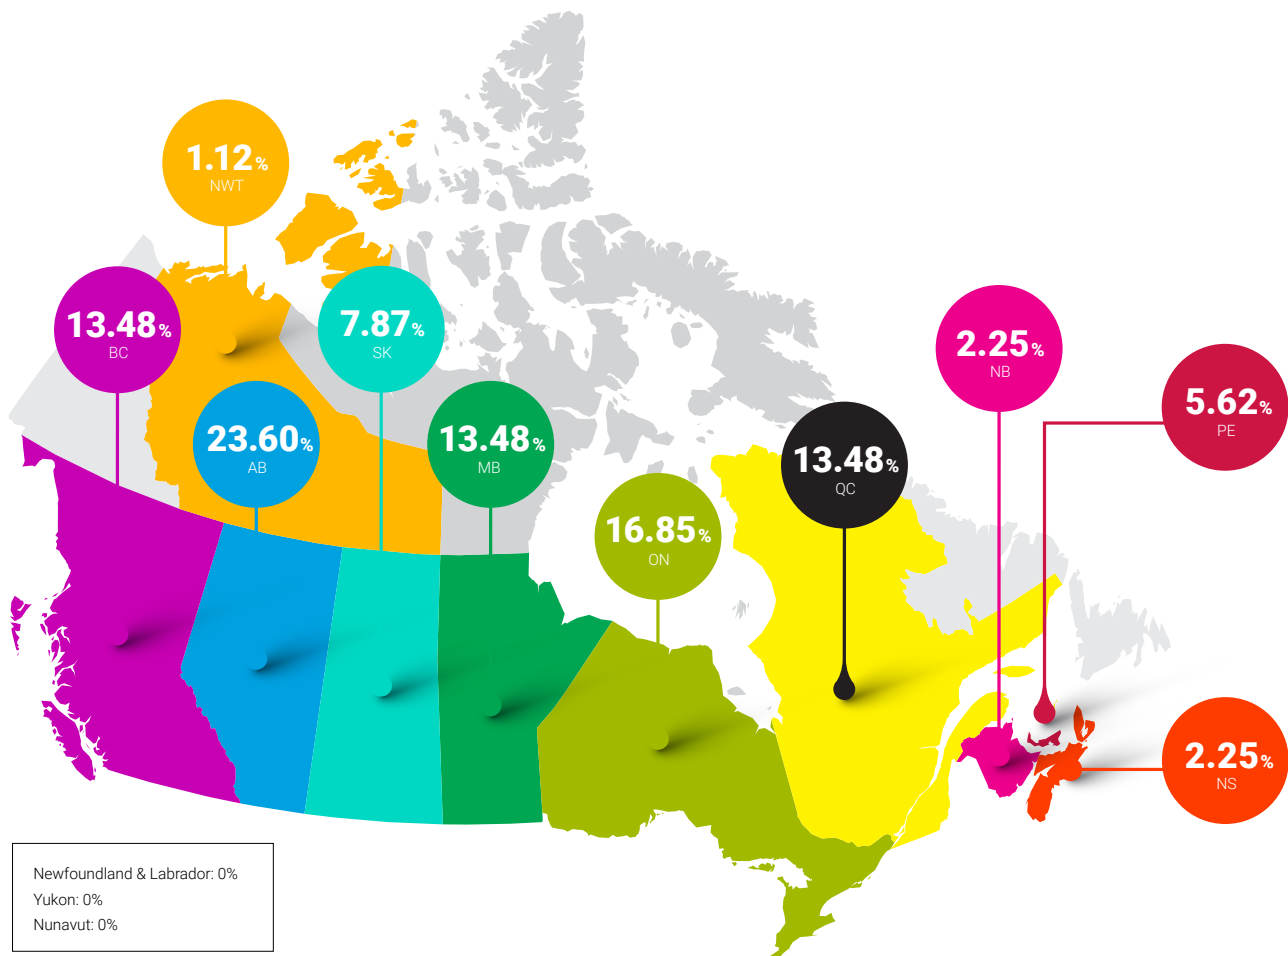 1.12%
NWT
13.48%
BC
7.87%
SK
2.25%
NB
5.62%
PE
23.60%
AB
13.48%
MB
13.48%
QC
16.85%
ON
2.25%
NS
Newfoundland & Labrador: 0%
Yukon: 0%
Nunavut: 0%